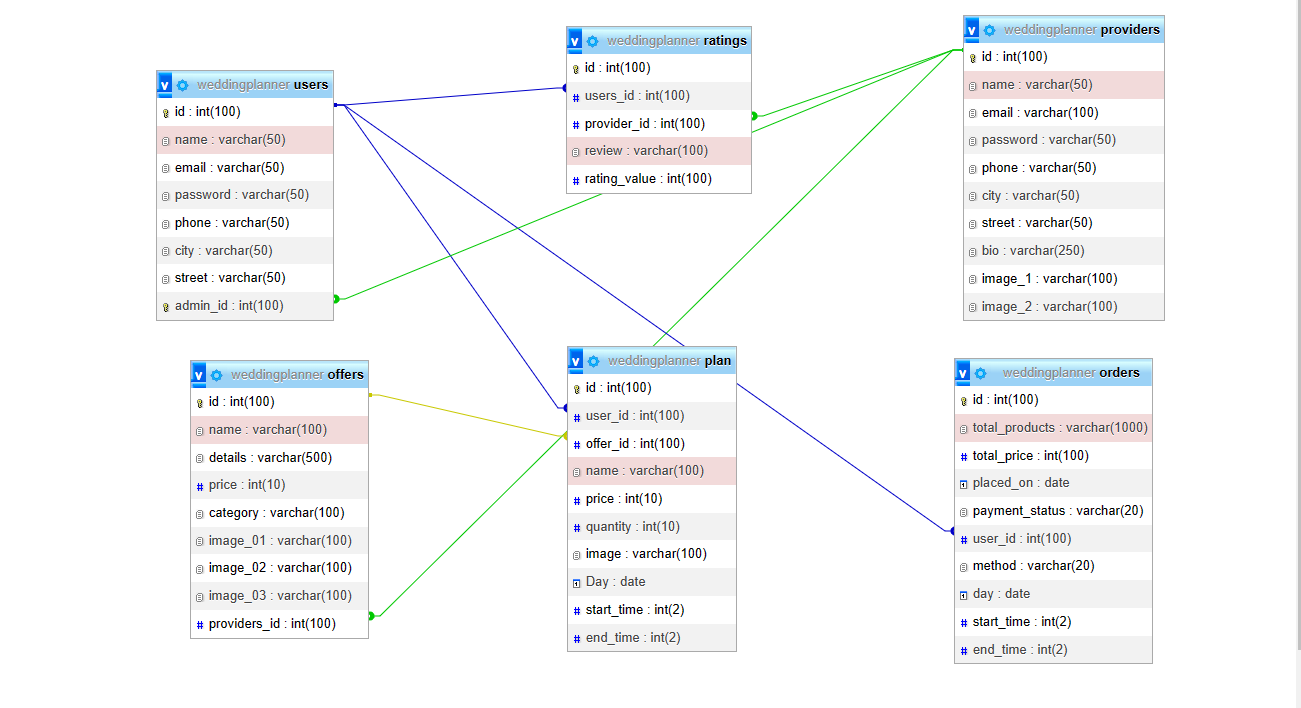 weddingplanner users
id : int(100)
name : varchar(50)
email : varchar(50)
password : varchar(50)
phone : varchar(50)
city : varchar(50)
street : varchar(50)
admin_id : int(100)
weddingplanner ratings
id : int(100)
users_id : int(100)
provider_id : int(100)
review : varchar(100)
rating_value : int(100)
weddingplanner providers
id : int(100)
name : varchar(50)
email : varchar(100)
password : varchar(50)
phone : varchar(50)
city : varchar(50)
street : varchar(50)
bio : varchar(250)
image_1 : varchar(100)
image_2 : varchar(100)
weddingplanner offers
id : int(100)
name : varchar(100)
details : varchar(500)
price : int(10)
category : varchar(100)
image_01 : varchar(100)
image_02 : varchar(100)
image_03 : varchar(100)
providers_id : int(100)
weddingplanner plan
id : int(100)
user_id : int(100)
offer_id : int(100)
name : varchar(100)
price : int(10)
quantity : int(10)
image : varchar(100)
Day : date
start_time : int(2)
end_time : int(2)
weddingplanner orders
id : int(100)
total_products : varchar(1000)
total_price : int(100)
placed_on : date
payment_status : varchar(20)
user_id : int(100)
method : varchar(20)
day : date
start_time : int(2)
end_time : int(2)